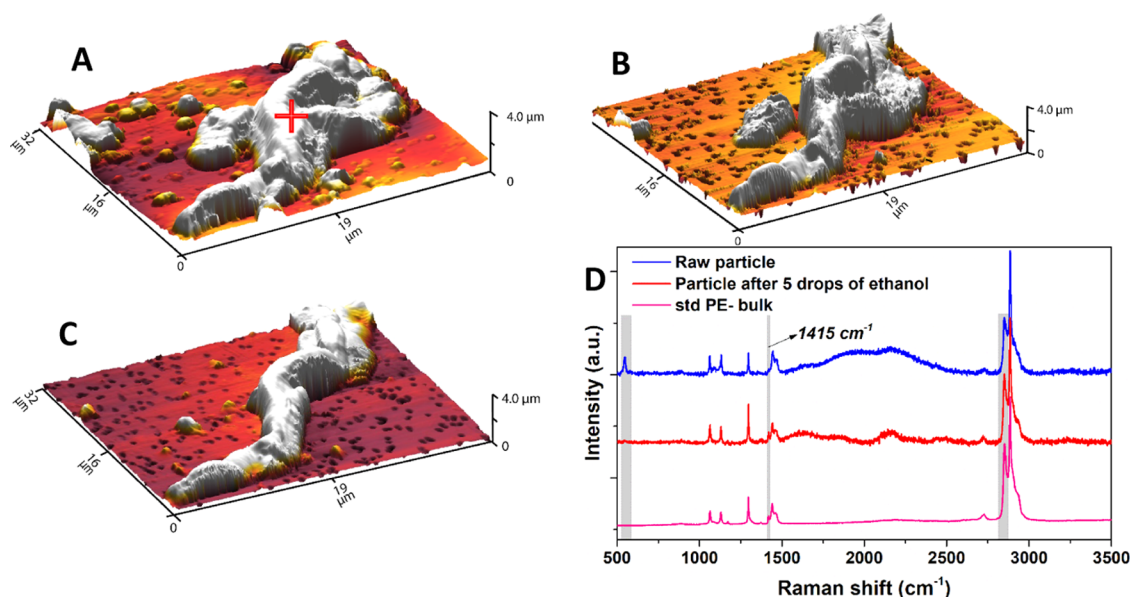 A
4.0 µm
0
32
µm
16
µm
0
19
µm
B
4.0 µm
0
16
µm
0
19
µm
C
4.0 µm
0
32
µm
16
µm
0
19
µm
D
Raw particle
Particle after 5 drops of ethanol
std PE- bulk
1415 cm⁻¹
Intensity (a.u.)
500 1000 1500 2000 2500 3000 3500
Raman shift (cm⁻¹)